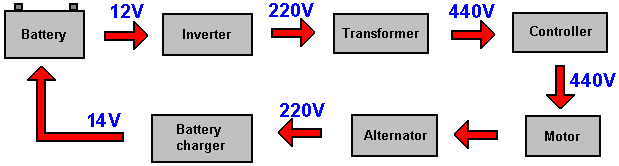 Battery
12V
Inverter
220V
Transformer
440V
Controller
440V
Motor
Alternator
220V
Battery
charger
14V